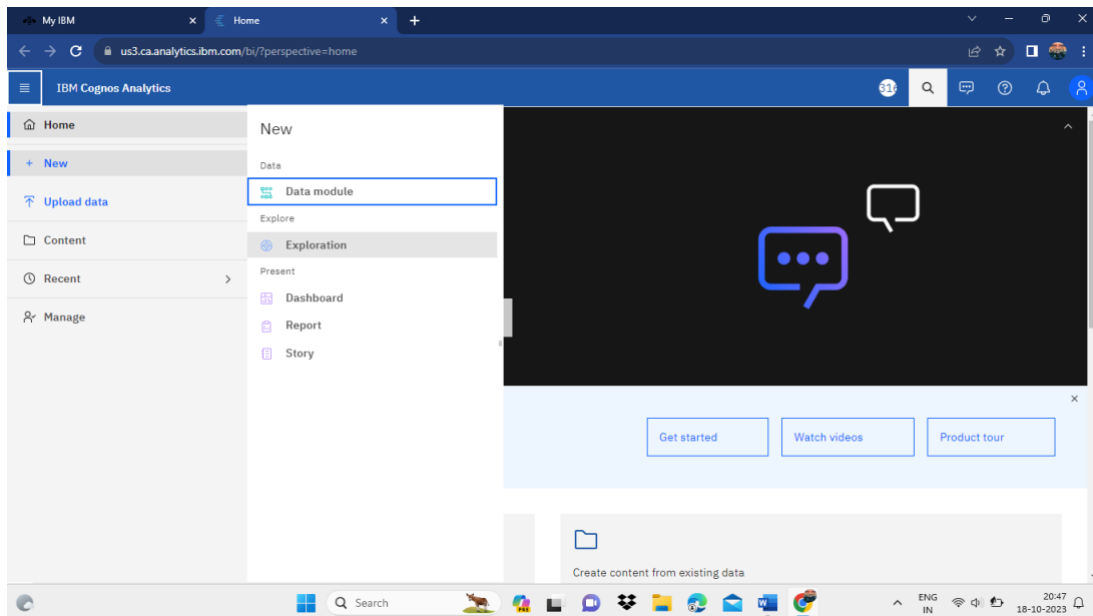 My IBM
Home
us3.ca.analytics.ibm.com/bi/?perspective=home
IBM Cognos Analytics
Home
New
New
Data
Upload data
Data module
Explore
Content
Exploration
Recent
Present
Dashboard
Manage
Report
Story
Get started
Watch videos
Product tour
Create content from existing data
Search
ENG
IN
20:47
18-10-2023